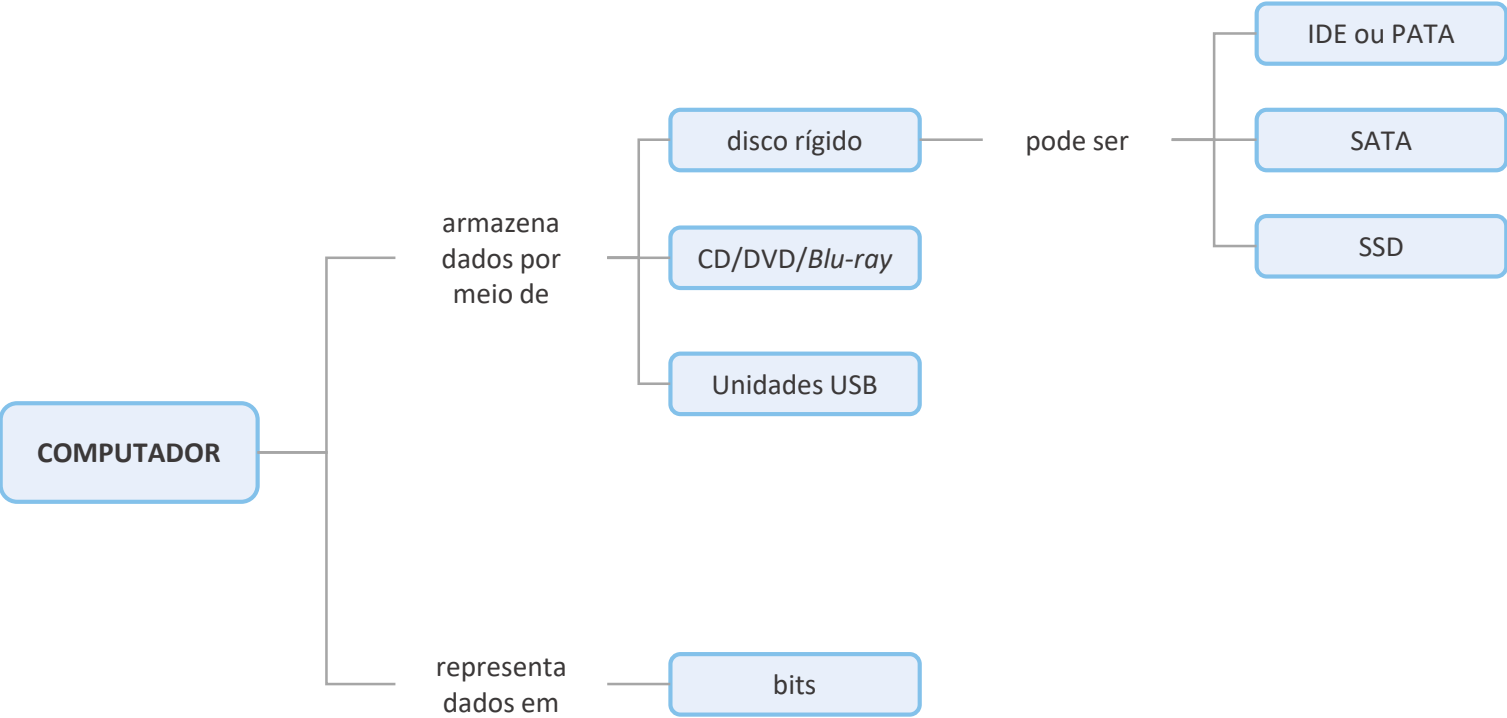 COMPUTADOR
armazena
dados por
meio de
disco rígido
pode ser
IDE ou PATA
SATA
SSD
CD/DVD/Blu-ray
Unidades USB
representa
dados em
bits